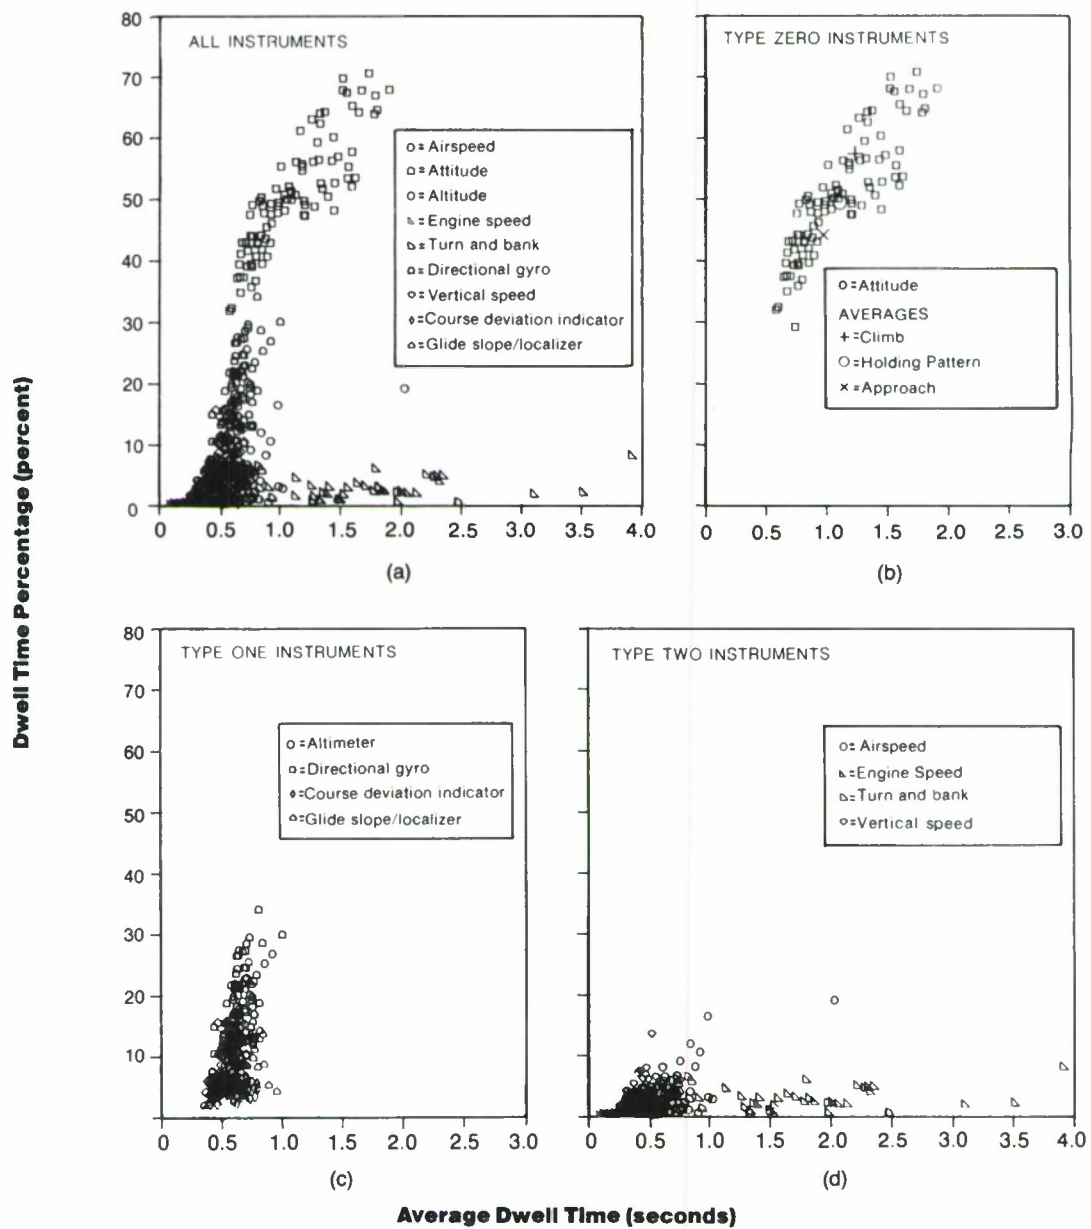 Dwell Time Percentage (percent)
80
70
60
50
40
30
20
10
0
ALL INSTRUMENTS
= Airspeed
= Attitude
= Altitude
= Engine speed
= Turn and bank
= Directional gyro
= Vertical speed
= Course deviation indicator
= Glide slope/localizer
0 0.5 1.0 1.5 2.0 2.5 3.0 3.5 4.0
(a)
TYPE ZERO INSTRUMENTS
= Attitude
AVERAGES
+ = Climb
= Holding Pattern
× = Approach
0 0.5 1.0 1.5 2.0 2.5 3.0
(b)
80
70
60
50
40
30
20
10
TYPE ONE INSTRUMENTS
= Altimeter
= Directional gyro
= Course deviation indicator
= Glide slope/localizer
0 0.5 1.0 1.5 2.0 2.5 3.0
(c)
TYPE TWO INSTRUMENTS
= Airspeed
= Engine Speed
= Turn and bank
= Vertical speed
0 0.5 1.0 1.5 2.0 2.5 3.0 3.5 4.0
(d)
Average Dwell Time (seconds)